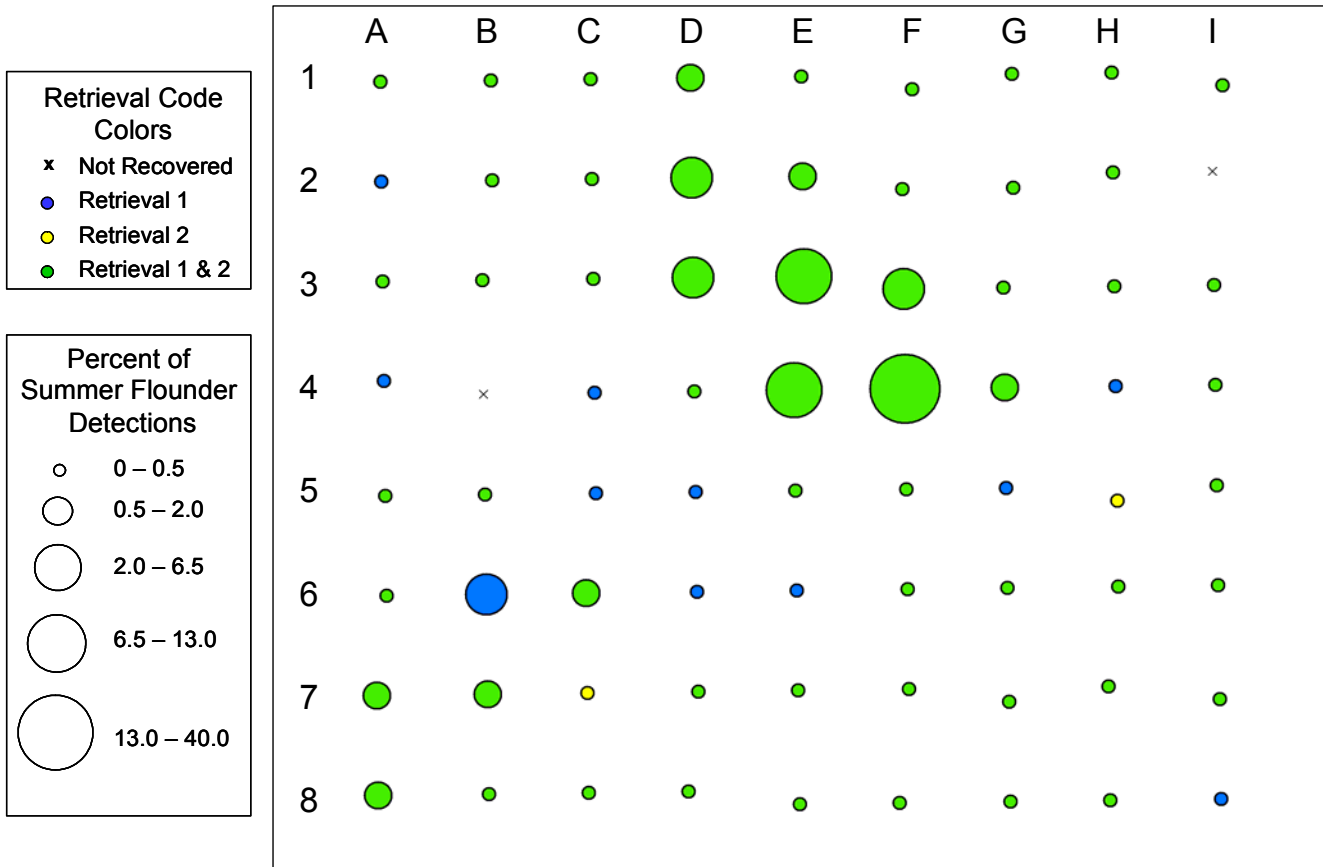 Retrieval Code
Colors
x Not Recovered
Retrieval 1
Retrieval 2
Retrieval 1 & 2
Percent of
Summer Flounder
Detections
0 – 0.5
0.5 – 2.0
2.0 – 6.5
6.5 – 13.0
13.0 – 40.0
A B C D E F G H I
1
2
3
4
5
6
7
8